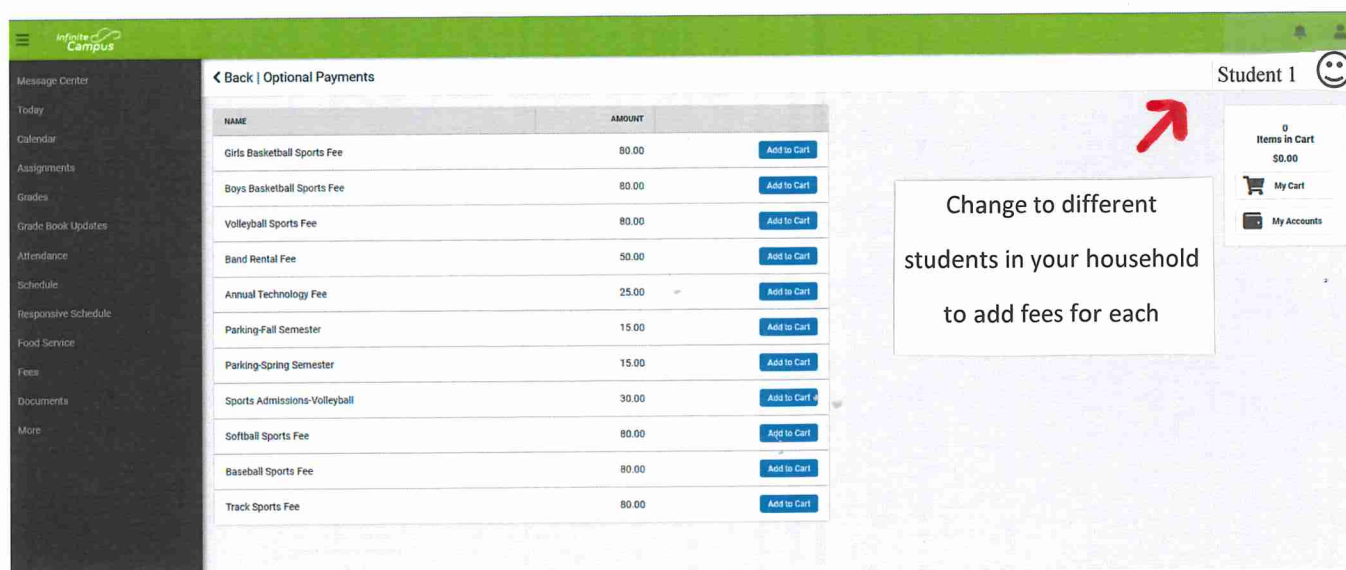 Infinite Campus
Message Center
Today
Calendar
Assignments
Grades
Grade Book Updates
Attendance
Schedule
Responsive Schedule
Food Service
Fees
Documents
More
Back | Optional Payments
Student 1
NAME AMOUNT
Girls Basketball Sports Fee 80.00 Add to Cart
Boys Basketball Sports Fee 80.00 Add to Cart
Volleyball Sports Fee 80.00 Add to Cart
Band Rental Fee 50.00 Add to Cart
Annual Technology Fee 25.00 Add to Cart
Parking-Fall Semester 15.00 Add to Cart
Parking-Spring Semester 15.00 Add to Cart
Sports Admissions-Volleyball 30.00 Add to Cart
Softball Sports Fee 80.00 Add to Cart
Baseball Sports Fee 80.00 Add to Cart
Track Sports Fee 80.00 Add to Cart
Change to different
students in your household
to add fees for each
0
Items in Cart
$0.00
My Cart
My Accounts